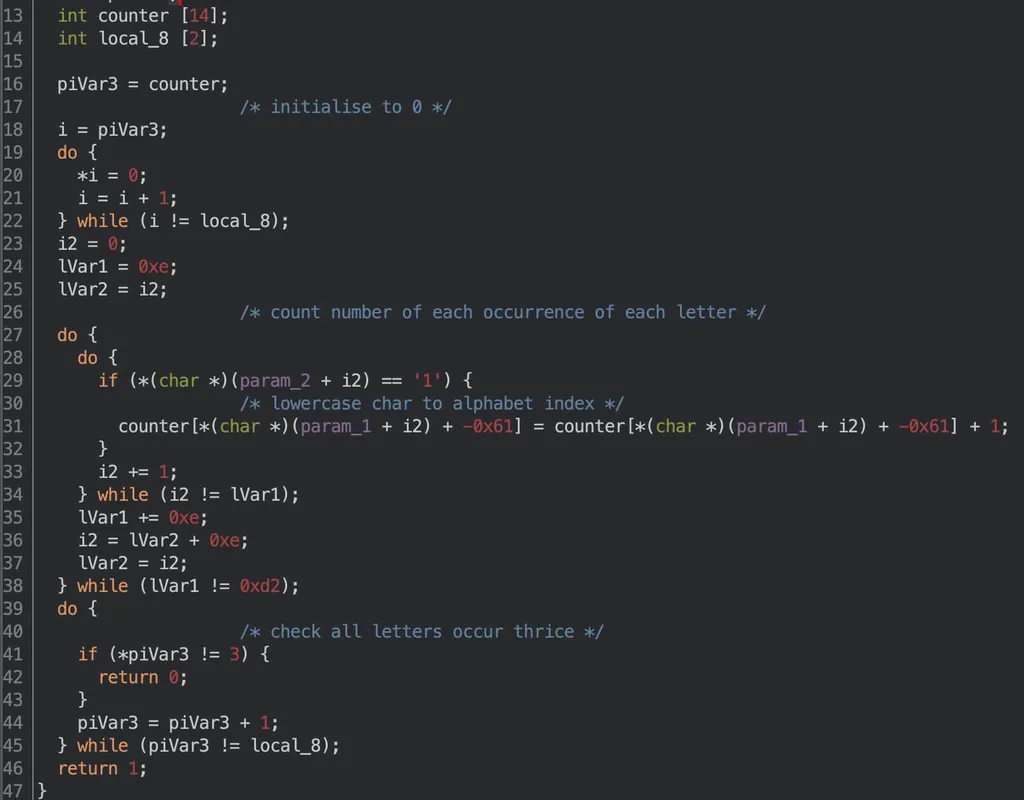 13 int counter [14];
14 int local_8 [2];
15
16 piVar3 = counter;
17 /* initialise to 0 */
18 i = piVar3;
19 do {
20 *i = 0;
21 i = i + 1;
22 } while (i != local_8);
23 i2 = 0;
24 lVar1 = 0xe;
25 lVar2 = i2;
26 /* count number of each occurrence of each letter */
27 do {
28 do {
29 if (*(char *)(param_2 + i2) == '1') {
30 /* lowercase char to alphabet index */
31 counter[*(char *)(param_1 + i2) + -0x61] = counter[*(char *)(param_1 + i2) + -0x61] + 1;
32 }
33 i2 += 1;
34 } while (i2 != lVar1);
35 lVar1 += 0xe;
36 i2 = lVar2 + 0xe;
37 lVar2 = i2;
38 } while (lVar1 != 0xd2);
39 do {
40 /* check all letters occur thrice */
41 if (*piVar3 != 3) {
42 return 0;
43 }
44 piVar3 = piVar3 + 1;
45 } while (piVar3 != local_8);
46 return 1;
47 }